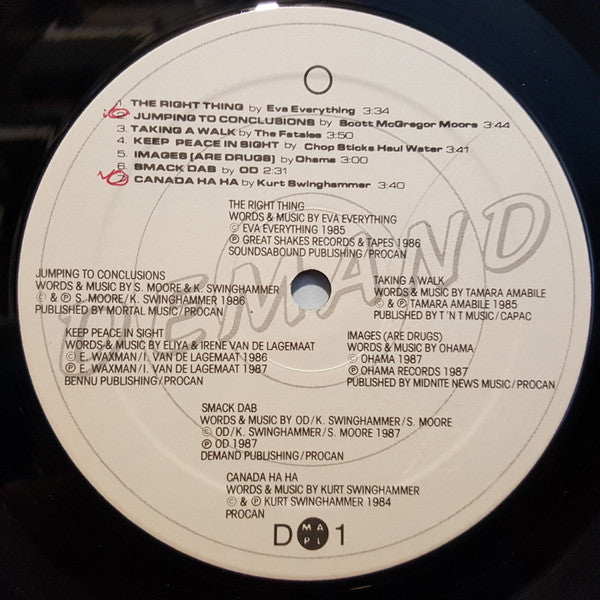 O
1. THE RIGHT THING by Eva Everything 3:34
2. JUMPING TO CONCLUSIONS by Scott McGregor Moore 3:44
3. TAKING A WALK by The Fatales 3:50
4. KEEP PEACE IN SIGHT by Chop Sticks Haul Water 3:41
5. IMAGES (ARE DRUGS) by Ohama 3:00
6. SMACK DAB by OD 2:31
7. CANADA HA HA by Kurt Swinghammer 3:40
DEMAND
THE RIGHT THING
WORDS & MUSIC BY EVA EVERYTHING
© EVA EVERYTHING 1985
℗ GREAT SHAKES RECORDS & TAPES 1986
SOUNDSABOUND PUBLISHING/PROCAN
JUMPING TO CONCLUSIONS
WORDS & MUSIC BY S. MOORE & K. SWINGHAMMER
© & ℗ S. MOORE/K. SWINGHAMMER 1986
PUBLISHED BY MORTAL MUSIC/PROCAN
TAKING A WALK
WORDS & MUSIC BY TAMARA AMABILE
© & ℗ TAMARA AMABILE 1985
PUBLISHED BY T'N T MUSIC/CAPAC
KEEP PEACE IN SIGHT
WORDS & MUSIC BY ELIYA & IRENE VAN DE LAGEMAAT
© E. WAXMAN/I. VAN DE LAGEMAAT 1986
℗ E. WAXMAN/I. VAN DE LAGEMAAT 1987
BENNU PUBLISHING/PROCAN
IMAGES (ARE DRUGS)
WORDS & MUSIC BY OHAMA
© OHAMA 1987
℗ OHAMA RECORDS 1987
PUBLISHED BY MIDNITE NEWS MUSIC/PROCAN
SMACK DAB
WORDS & MUSIC BY OD/K. SWINGHAMMER/S. MOORE
© OD/K. SWINGHAMMER/S. MOORE 1987
℗ OD 1987
DEMAND PUBLISHING/PROCAN
CANADA HA HA
WORDS & MUSIC BY KURT SWINGHAMMER
© & ℗ KURT SWINGHAMMER 1984
PROCAN
D MAPL 1